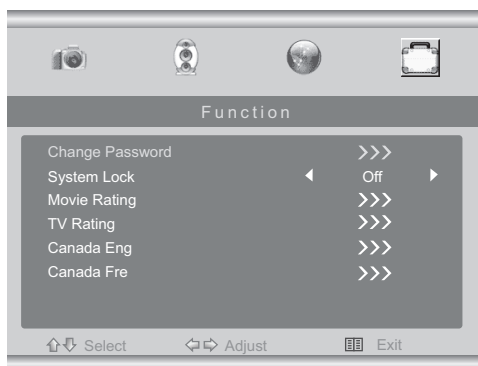 Function
Change Password >>>
System Lock Off
Movie Rating >>>
TV Rating >>>
Canada Eng >>>
Canada Fre >>>
Select Adjust Exit